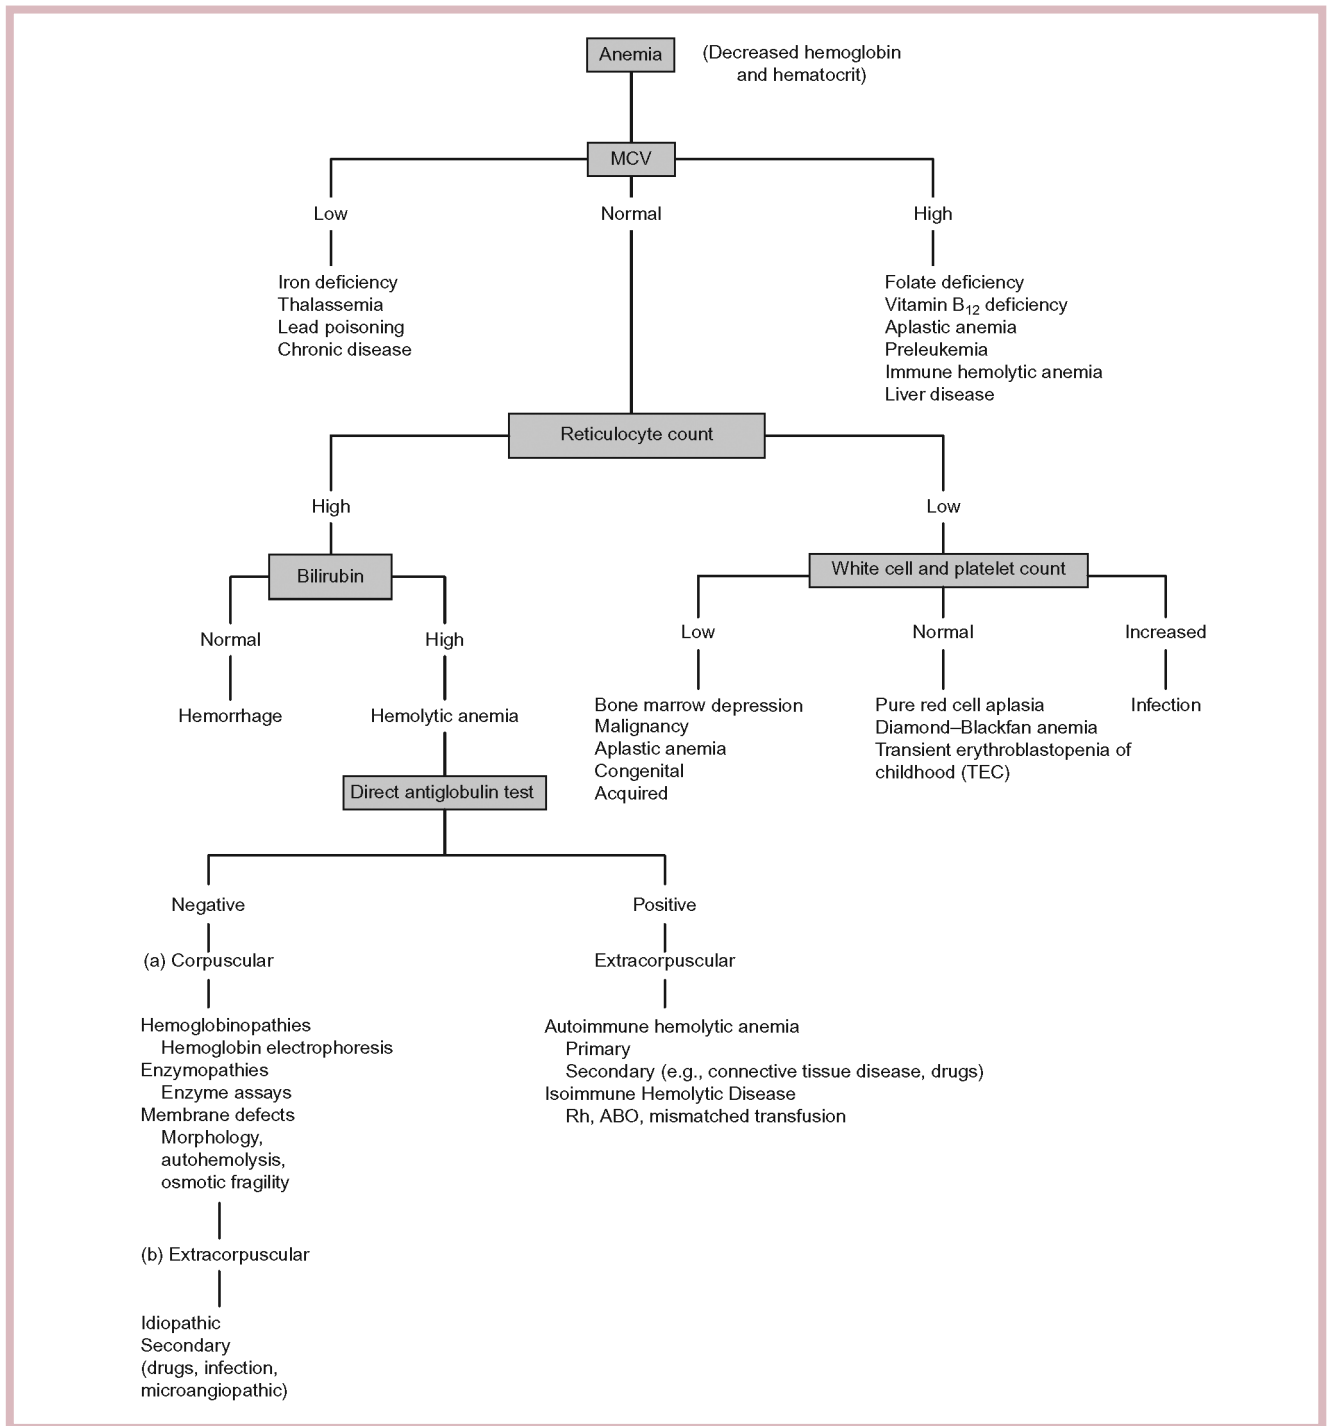 Anemia
(Decreased hemoglobin
and hematocrit)
MCV
Low
Normal
High
Iron deficiency
Thalassemia
Lead poisoning
Chronic disease
Folate deficiency
Vitamin B12 deficiency
Aplastic anemia
Preleukemia
Immune hemolytic anemia
Liver disease
Reticulocyte count
High
Low
Bilirubin
White cell and platelet count
Normal
High
Low
Normal
Increased
Hemorrhage
Hemolytic anemia
Bone marrow depression
Malignancy
Aplastic anemia
Congenital
Acquired
Pure red cell aplasia
Diamond–Blackfan anemia
Transient erythroblastopenia of
childhood (TEC)
Infection
Direct antiglobulin test
Negative
Positive
(a) Corpuscular
Extracorpuscular
Hemoglobinopathies
Hemoglobin electrophoresis
Enzymopathies
Enzyme assays
Membrane defects
Morphology,
autohemolysis,
osmotic fragility
Autoimmune hemolytic anemia
Primary
Secondary (e.g., connective tissue disease, drugs)
Isoimmune Hemolytic Disease
Rh, ABO, mismatched transfusion
(b) Extracorpuscular
Idiopathic
Secondary
(drugs, infection,
microangiopathic)